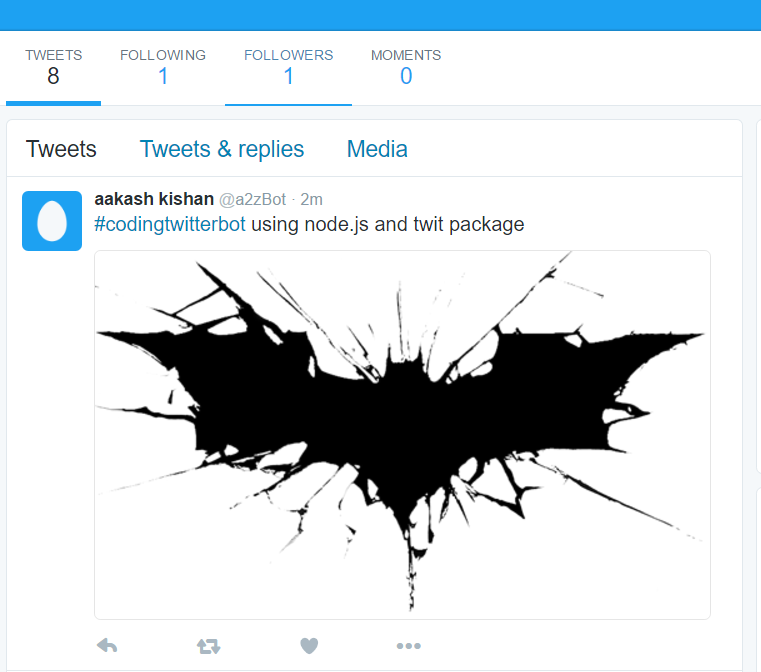 TWEETS FOLLOWING FOLLOWERS MOMENTS
8 1 1 0
Tweets Tweets & replies Media
aakash kishan @a2zBot · 2m
#codingtwitterbot using node.js and twit package